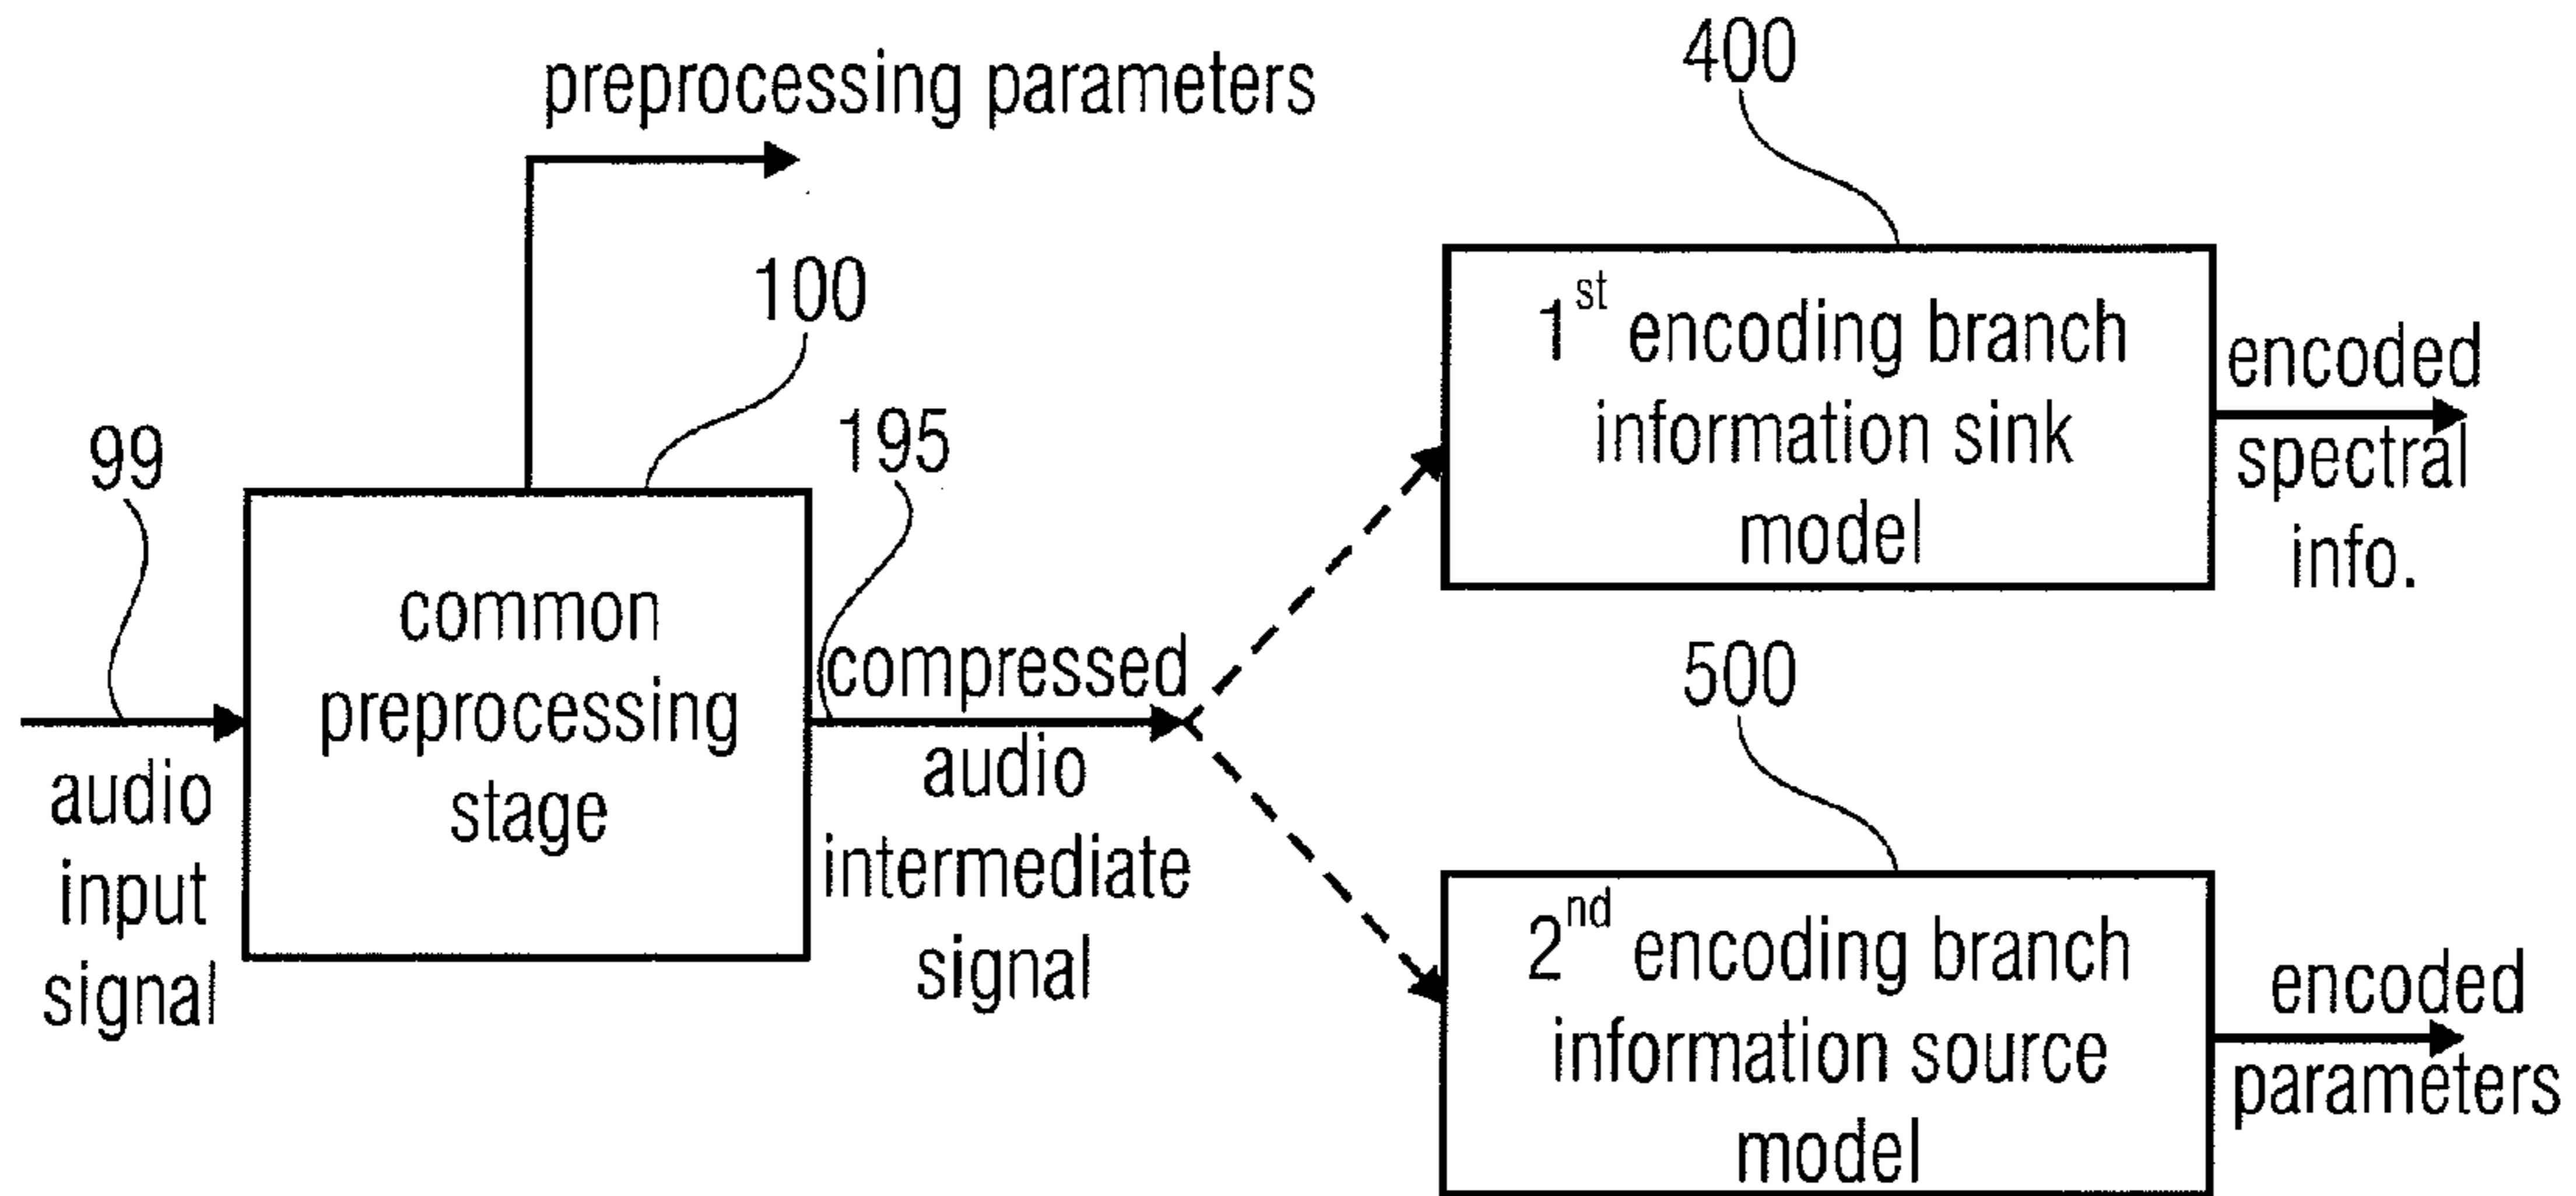 preprocessing parameters
400
100
1st encoding branch
information sink
model
encoded
spectral
info.
99
195
common
preprocessing
stage
audio
input
signal
compressed
audio
intermediate
signal
500
2nd encoding branch
information source
model
encoded
parameters